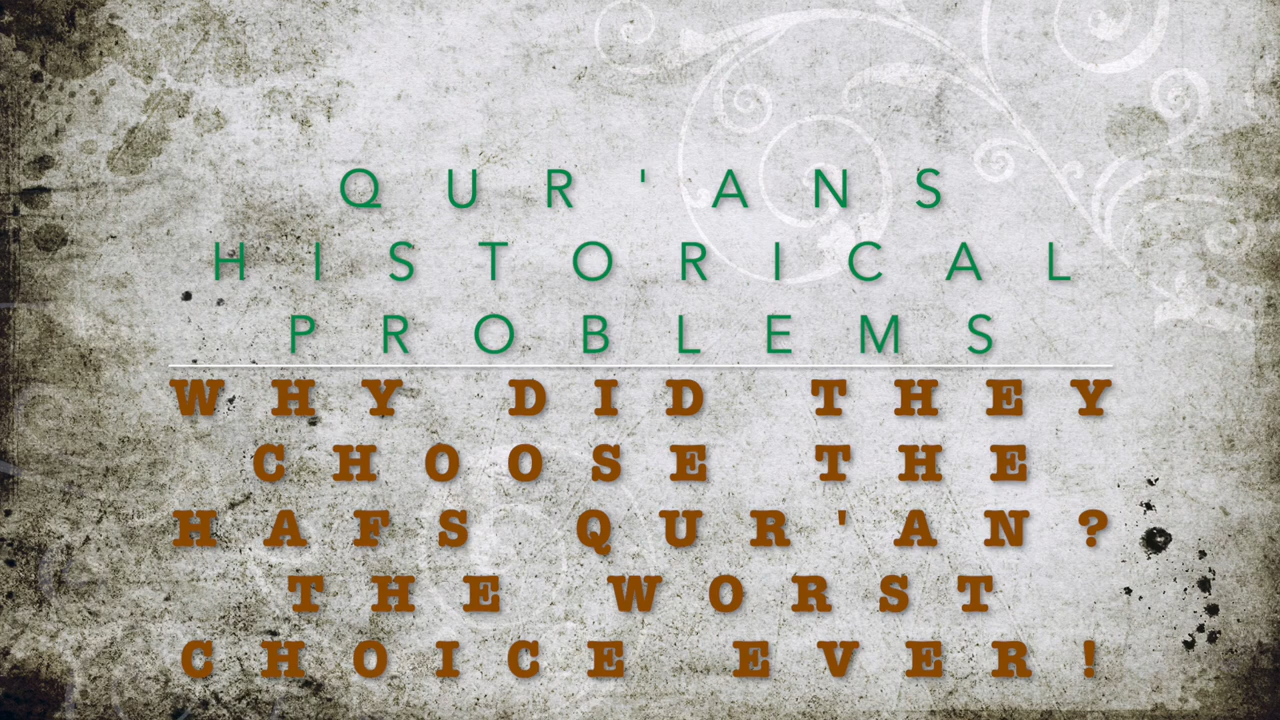 QUR'ANS
HISTORICAL
PROBLEMS
WHY DID THEY
CHOOSE THE
HAFS QUR'AN?
THE WORST
CHOICE EVER!